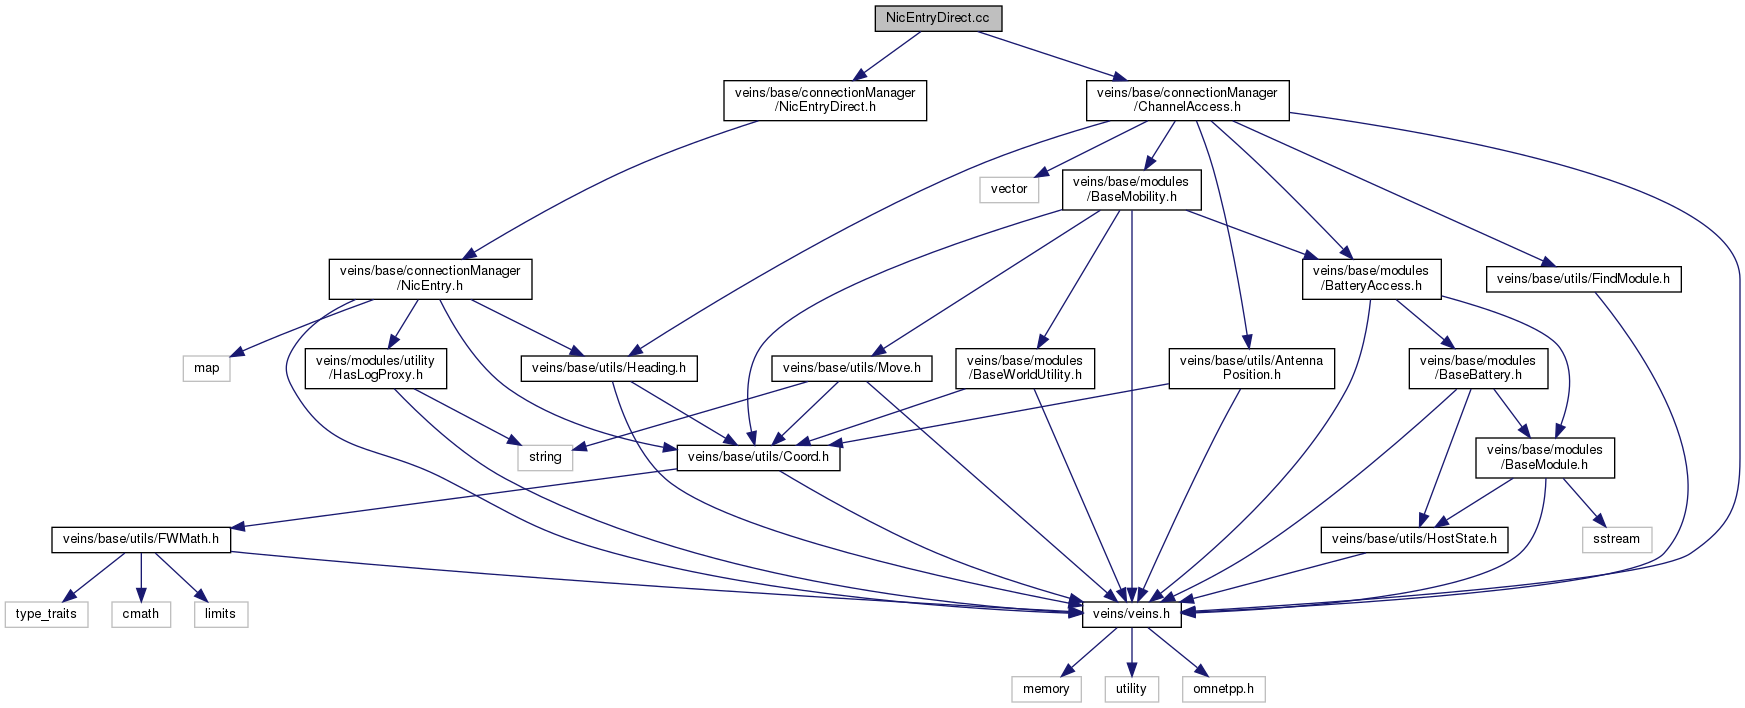 NicEntryDirect.cc
veins/base/connectionManager
/NicEntryDirect.h
veins/base/connectionManager
/ChannelAccess.h
vector
veins/base/modules
/BaseMobility.h
veins/base/connectionManager
/NicEntry.h
veins/base/modules
/BatteryAccess.h
veins/base/utils/FindModule.h
map
veins/modules/utility
/HasLogProxy.h
veins/base/utils/Heading.h
veins/base/utils/Move.h
veins/base/modules
/BaseWorldUtility.h
veins/base/utils/Antenna
Position.h
veins/base/modules
/BaseBattery.h
string
veins/base/utils/Coord.h
veins/base/modules
/BaseModule.h
veins/base/utils/FWMath.h
veins/base/utils/HostState.h
sstream
type_traits
cmath
limits
veins/veins.h
memory
utility
omnetpp.h